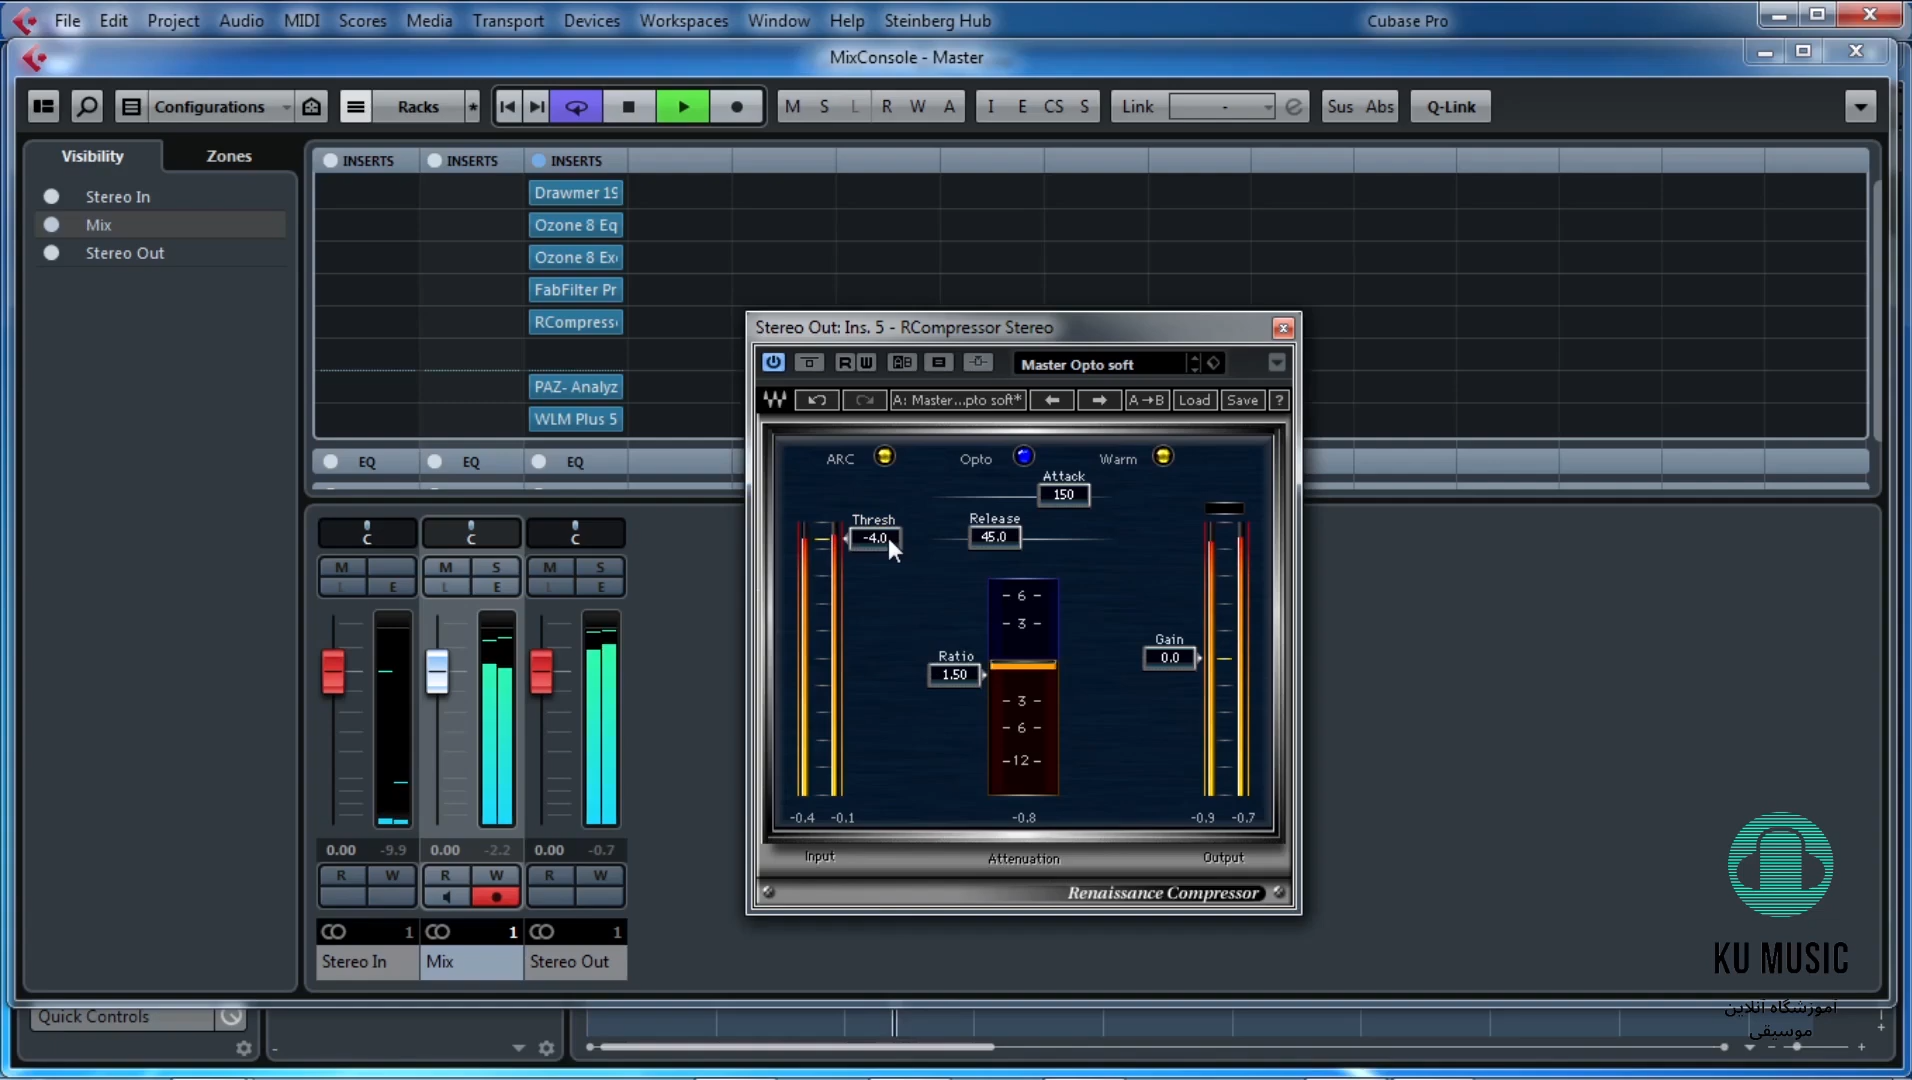 File Edit Project Audio MIDI Scores Media Transport Devices Workspaces Window Help Steinberg Hub Cubase Pro
MixConsole - Master
Configurations Racks * M S L R W A I E CS S Link - e Sus Abs Q-Link
Visibility Zones
INSERTS INSERTS INSERTS
Stereo In
Mix
Stereo Out
Drawmer 19
Ozone 8 Eq
Ozone 8 Ex
FabFilter Pr
RCompress
PAZ- Analyz
WLM Plus 5
EQ EQ EQ
Stereo Out: Ins. 5 - RCompressor Stereo
R W AB Master Opto soft
A: Master...pto soft* A→B Load Save ?
ARC Opto Warm
Attack
150
Thresh Release
-4.0 45.0
6
3
Gain
0.0
Ratio
1.50
3
6
12
-0.4 -0.1 -0.8 -0.9 -0.7
Input Attenuation Output
Renaissance Compressor
C C C
M M S M S
L E L E L E
0.00 -9.9 0.00 -2.2 0.00 -0.7
R W R W R W
1 1 1
Stereo In Mix Stereo Out
Quick Controls
KU MUSIC
آموزشگاه آنلاین
موسیقی